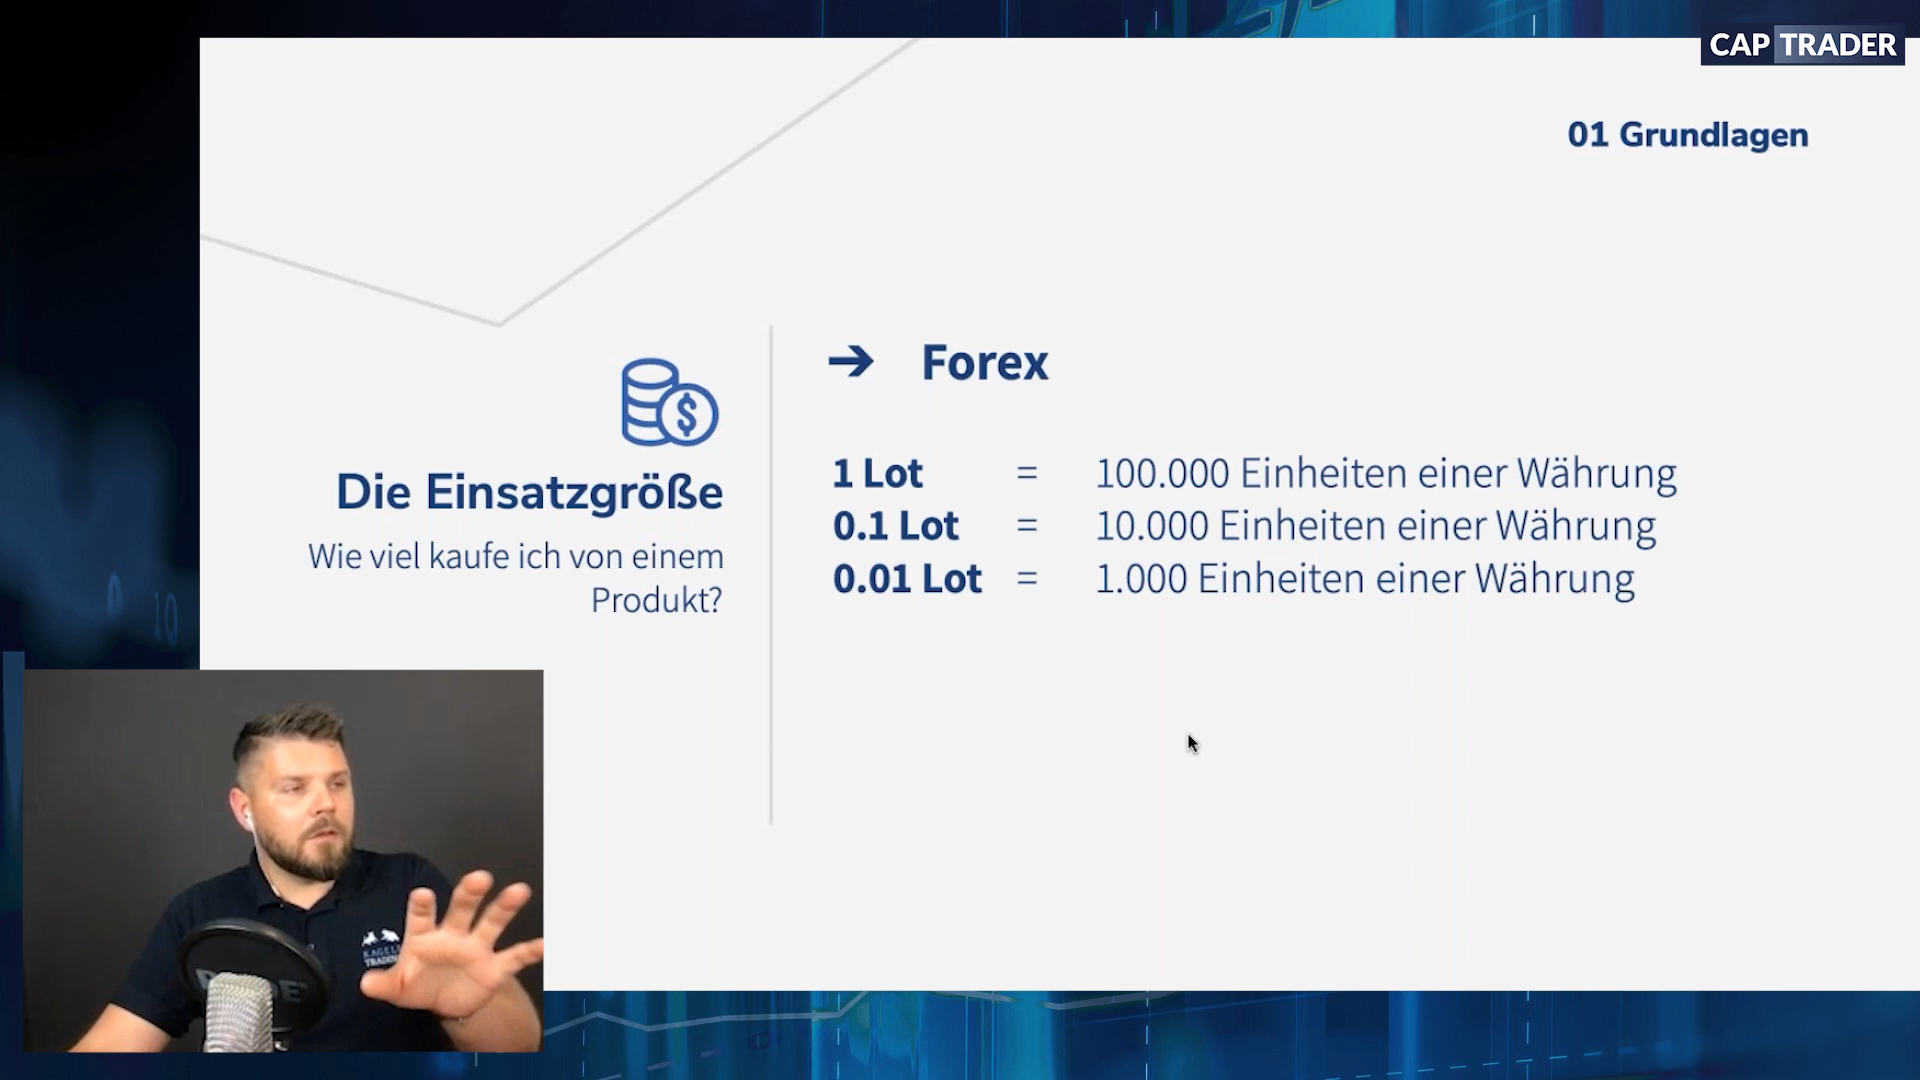 CAP TRADER
01 Grundlagen
Die Einsatzgröße
Wie viel kaufe ich von einem
Produkt?
➔ Forex
1 Lot = 100.000 Einheiten einer Währung
0.1 Lot = 10.000 Einheiten einer Währung
0.01 Lot = 1.000 Einheiten einer Währung